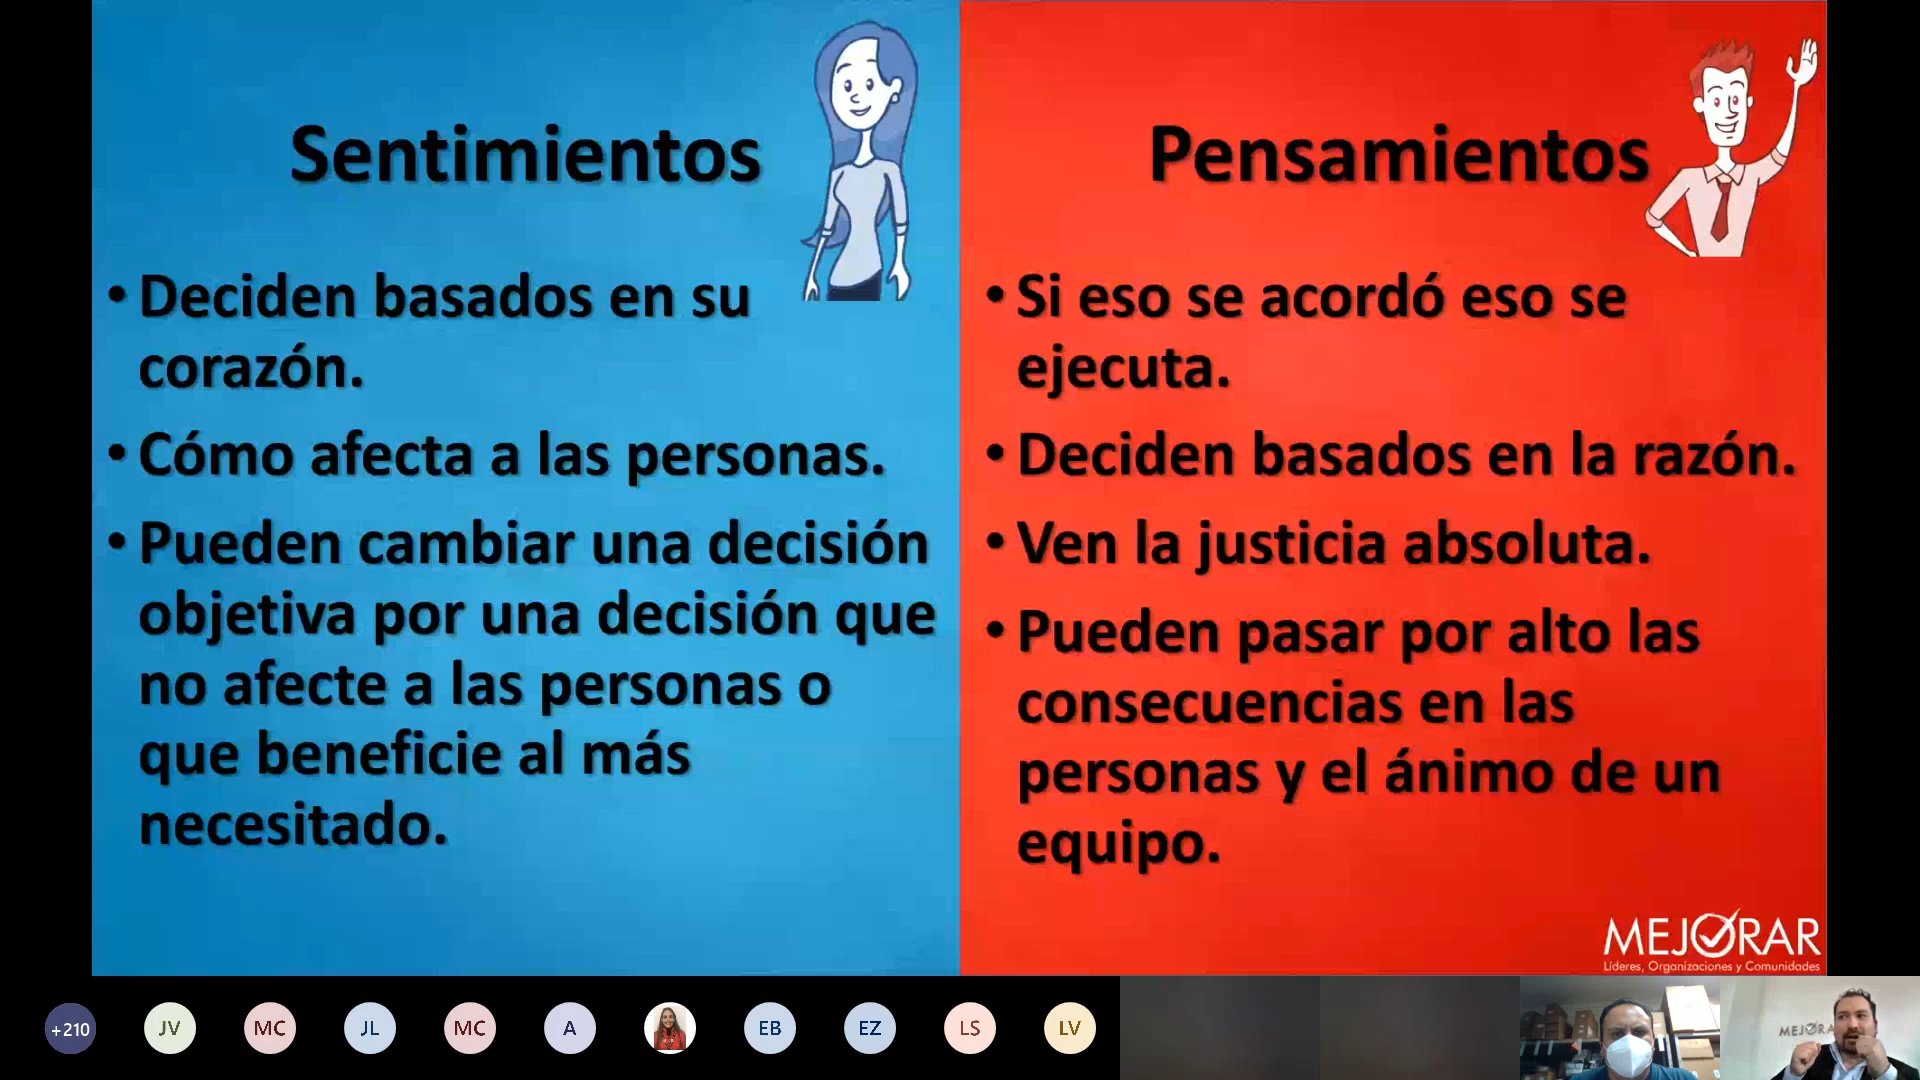 Sentimientos
• Deciden basados en su
corazón.
• Cómo afecta a las personas.
• Pueden cambiar una decisión
objetiva por una decisión que
no afecte a las personas o
que beneficie al más
necesitado.
Pensamientos
• Si eso se acordó eso se
ejecuta.
• Deciden basados en la razón.
• Ven la justicia absoluta.
• Pueden pasar por alto las
consecuencias en las
personas y el ánimo de un
equipo.
MEJORAR
Líderes, Organizaciones y Comunidades
+210
JV
MC
JL
MC
A
EB
EZ
LS
LV
MEJORA